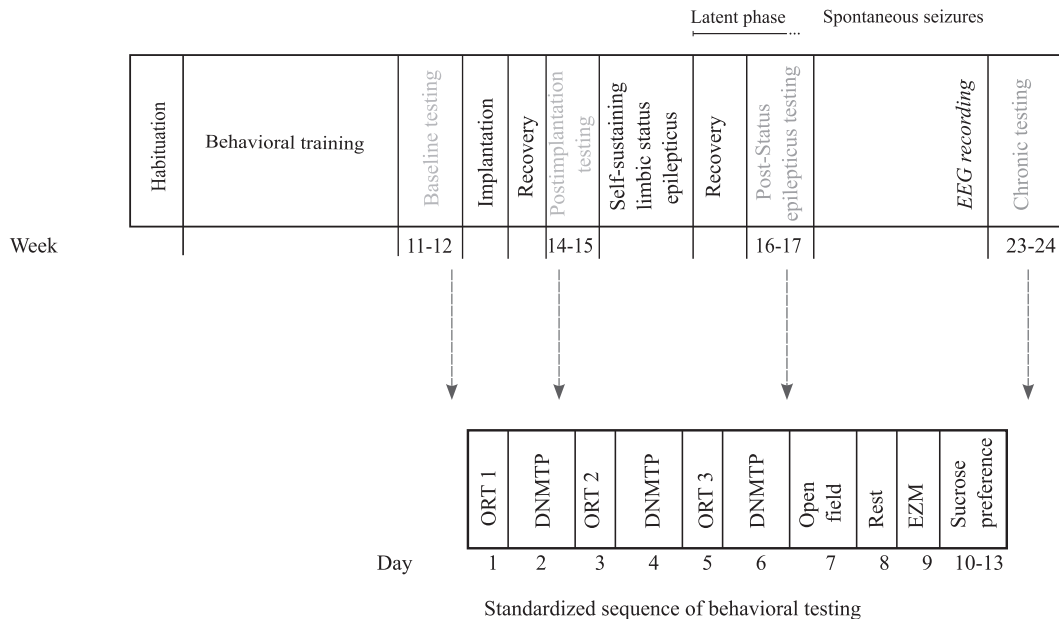 Latent phase
Spontaneous seizures
Habituation
Behavioral training
Baseline testing
Implantation
Recovery
Postimplantation
testing
Self-sustaining
limbic status
epilepticus
Recovery
Post-Status
epilepticus testing
EEG recording
Chronic testing
Week
11-12
14-15
16-17
23-24
ORT 1
DNMTP
ORT 2
DNMTP
ORT 3
DNMTP
Open
field
Rest
EZM
Sucrose
preference
Day
1
2
3
4
5
6
7
8
9
10-13
Standardized sequence of behavioral testing